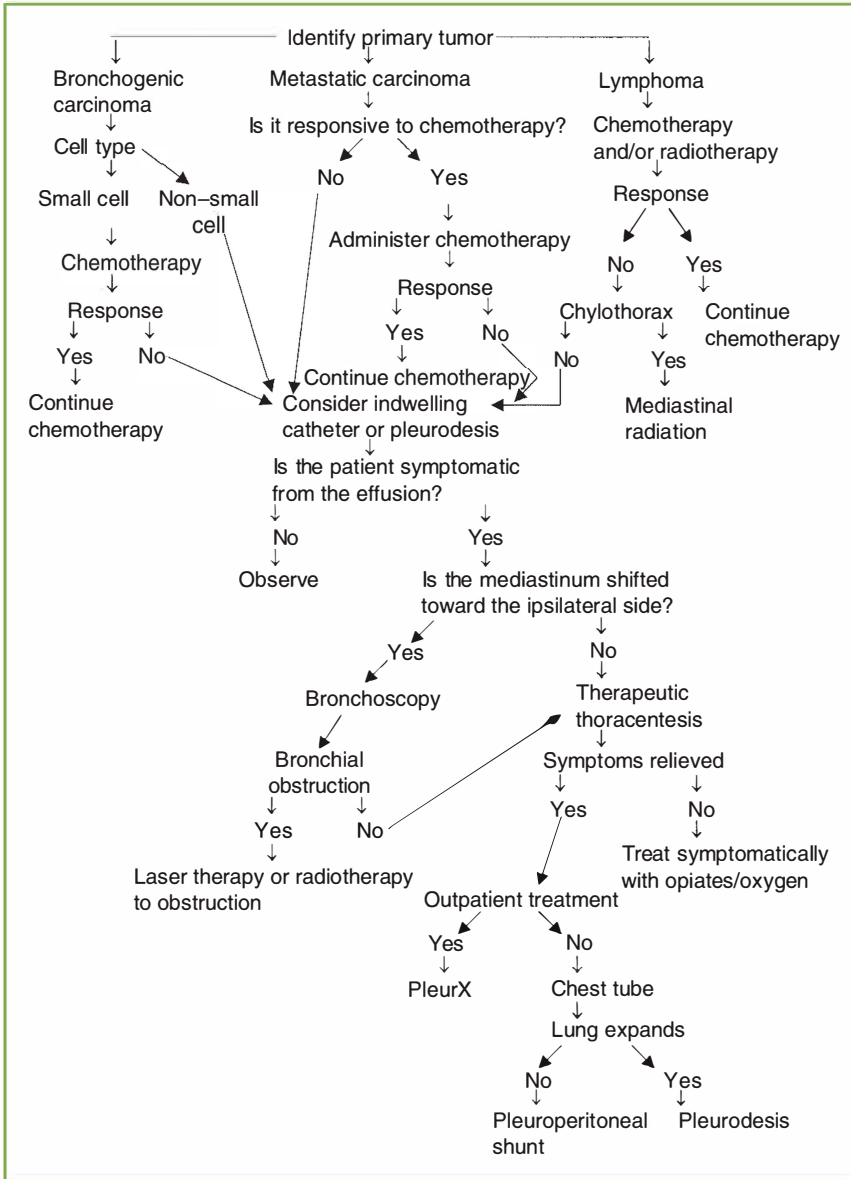 Identify primary tumor
Bronchogenic
carcinoma
Metastatic carcinoma
Lymphoma
Is it responsive to chemotherapy?
Chemotherapy
and/or radiotherapy
Cell type
Small cell
Non–small
cell
No
Yes
Response
Administer chemotherapy
Chemotherapy
No
Yes
Response
Response
Chylothorax
Continue
chemotherapy
Yes
No
Yes
No
No
Yes
Continue
chemotherapy
Continue chemotherapy
Consider indwelling
catheter or pleurodesis
Mediastinal
radiation
Is the patient symptomatic
from the effusion?
No
Yes
Observe
Is the mediastinum shifted
toward the ipsilateral side?
Yes
No
Bronchoscopy
Therapeutic
thoracentesis
Bronchial
obstruction
Symptoms relieved
Yes
No
Yes
No
Laser therapy or radiotherapy
to obstruction
Treat symptomatically
with opiates/oxygen
Outpatient treatment
Yes
No
PleurX
Chest tube
Lung expands
No
Yes
Pleuroperitoneal
shunt
Pleurodesis